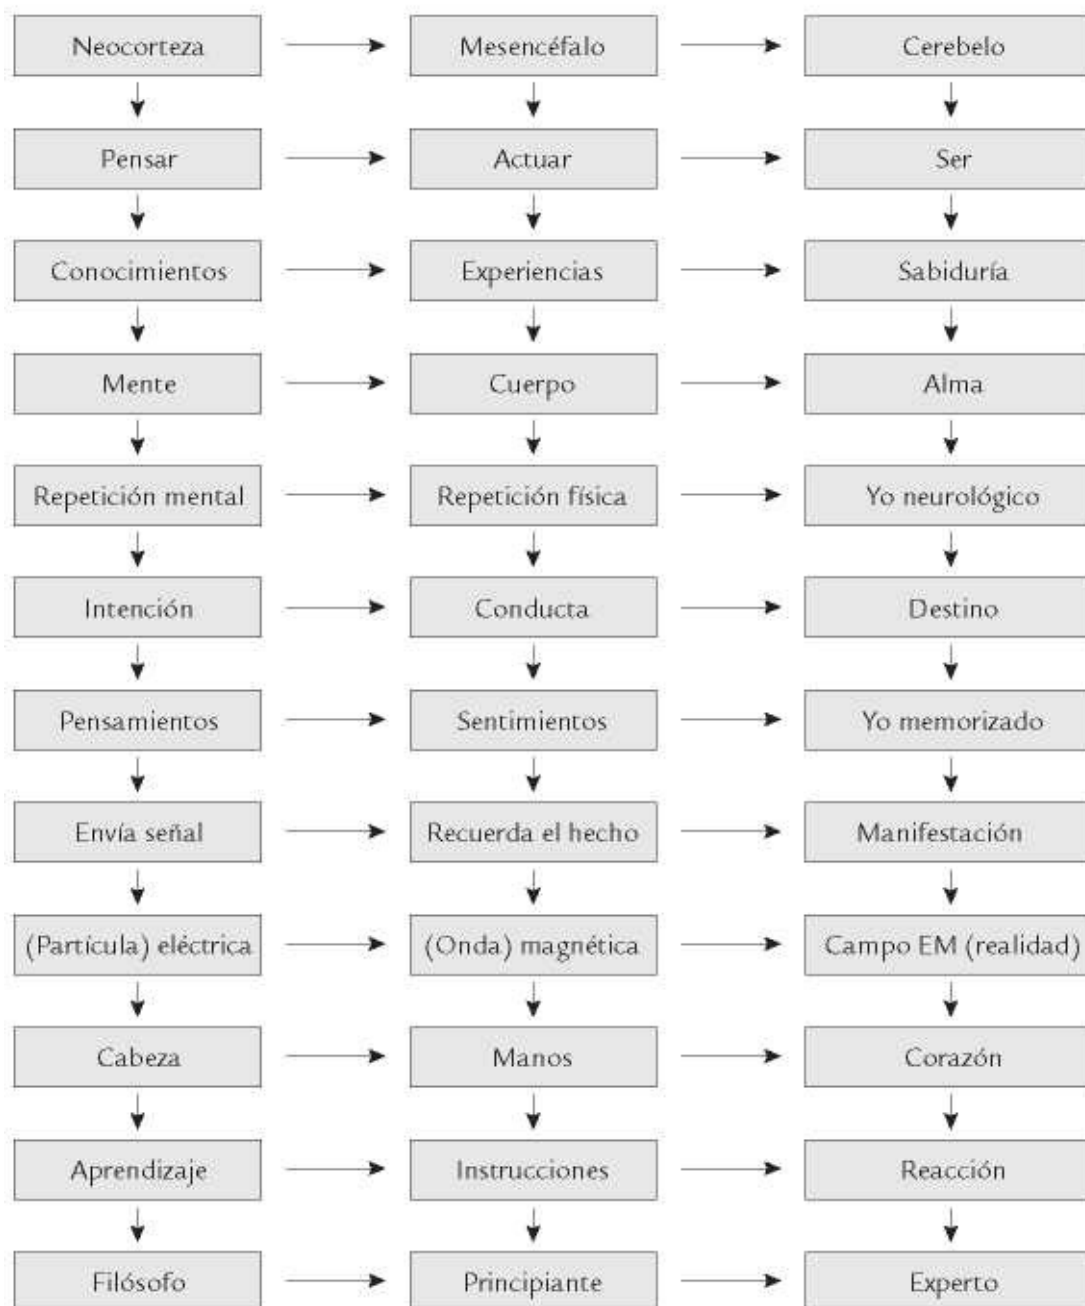 Neocorteza
Mesencéfalo
Cerebelo
Pensar
Actuar
Ser
Conocimientos
Experiencias
Sabiduría
Mente
Cuerpo
Alma
Repetición mental
Repetición física
Yo neurológico
Intención
Conducta
Destino
Pensamientos
Sentimientos
Yo memorizado
Envía señal
Recuerda el hecho
Manifestación
(Partícula) eléctrica
(Onda) magnética
Campo EM (realidad)
Cabeza
Manos
Corazón
Aprendizaje
Instrucciones
Reacción
Filósofo
Principiante
Experto